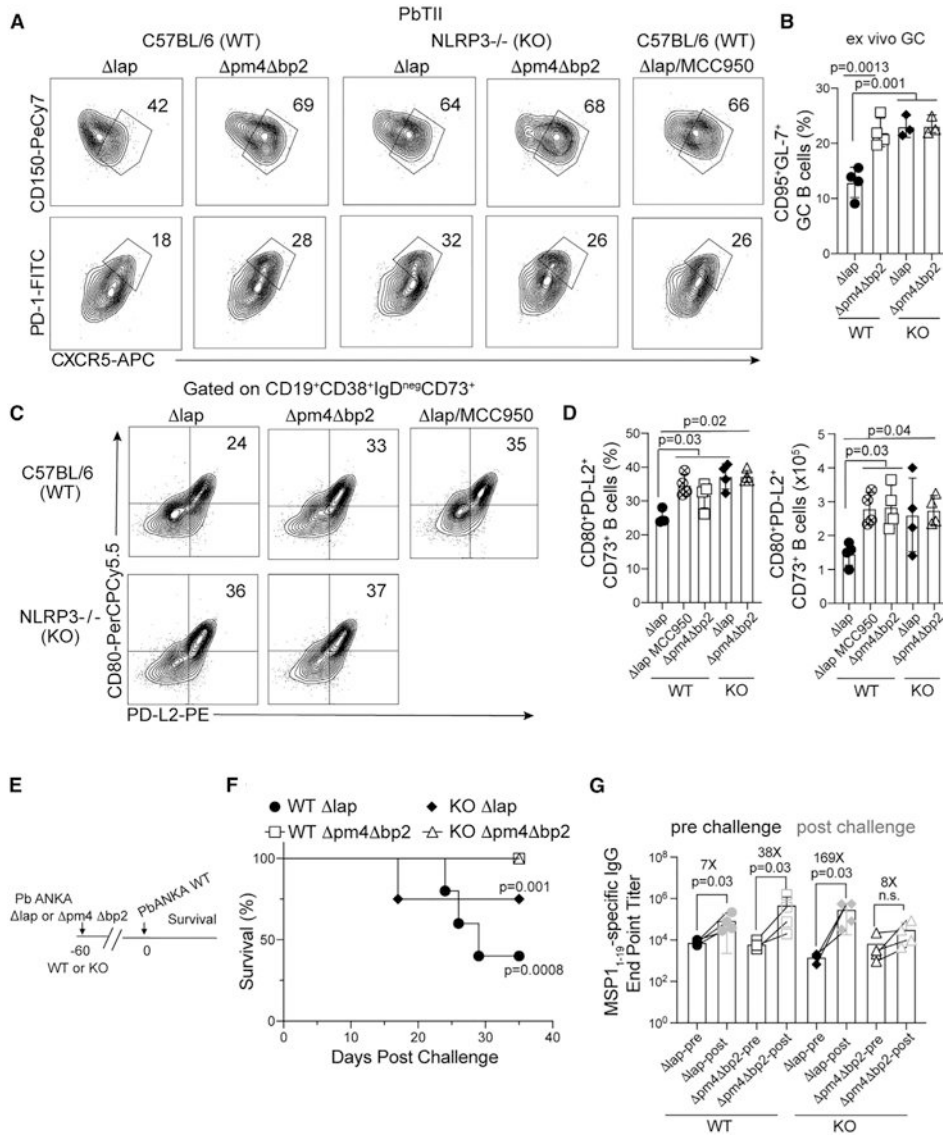 A
PbTII
C57BL/6 (WT)
NLRP3-/- (KO)
C57BL/6 (WT)
Δlap
Δpm4Δbp2
Δlap
Δpm4Δbp2
Δlap/MCC950
CD150-PeCy7
42
69
64
68
66
PD-1-FITC
18
28
32
26
26
CXCR5-APC
B
ex vivo GC
p=0.0013
p=0.001
CD95+GL-7+
GC B cells (%)
30
20
10
0
Δlap
Δpm4Δbp2
Δlap
Δpm4Δbp2
WT
KO
C
Gated on CD19+CD38+IgDnegCD73+
Δlap
Δpm4Δbp2
Δlap/MCC950
C57BL/6
(WT)
24
33
35
NLRP3-/-
(KO)
36
37
CD80-PerCPCy5.5
PD-L2-PE
D
p=0.02
p=0.03
CD80+PD-L2+
CD73+ B cells (%)
60
40
20
0
Δlap
Δlap MCC950
Δpm4Δbp2
Δlap
Δpm4Δbp2
WT
KO
p=0.04
p=0.03
CD80+PD-L2+
CD73+ B cells (x10⁵)
5
4
3
2
1
0
Δlap
Δlap MCC950
Δpm4Δbp2
Δlap
Δpm4Δbp2
WT
KO
E
Pb ANKA
Δlap or Δpm4 Δbp2
PbANKA WT
Survival
-60
0
WT or KO
F
WT Δlap
KO Δlap
WT Δpm4Δbp2
KO Δpm4Δbp2
Survival (%)
100
50
0
p=0.001
p=0.0008
0
10
20
30
40
Days Post Challenge
G
pre challenge
post challenge
7X
p=0.03
38X
p=0.03
169X
p=0.03
8X
n.s.
MSP1₁₋₁₉-specific IgG
End Point Titer
10⁸
10⁶
10⁴
10²
10⁰
Δlap-pre
Δlap-post
Δpm4Δbp2-pre
Δpm4Δbp2-post
Δlap-pre
Δlap-post
Δpm4Δbp2-pre
Δpm4Δbp2-post
WT
KO